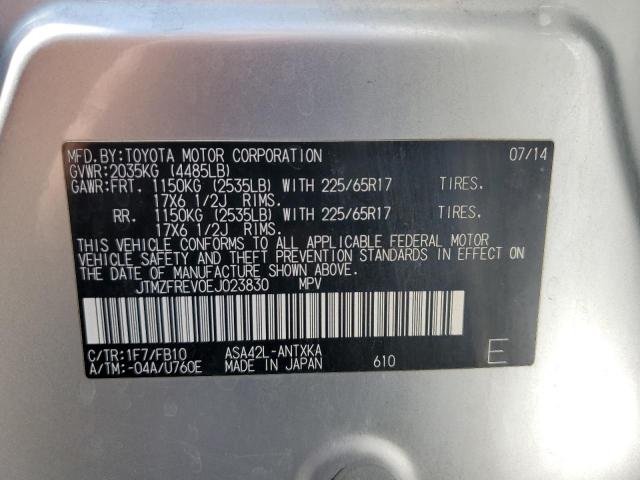 MFD.BY:TOYOTA MOTOR CORPORATION 07/14
GVWR:2035KG (4485LB)
GAWR:FRT. 1150KG (2535LB) WITH 225/65R17 TIRES.
17X6 1/2J RIMS.
RR. 1150KG (2535LB) WITH 225/65R17 TIRES.
17X6 1/2J RIMS.
THIS VEHICLE CONFORMS TO ALL APPLICABLE FEDERAL MOTOR
VEHICLE SAFETY AND THEFT PREVENTION STANDARDS IN EFFECT ON
THE DATE OF MANUFACTURE SHOWN ABOVE.
JTMZFREV0EJ023830 MPV
C/TR:1F7/FB10 ASA42L-ANTXKA
A/TM:-04A/U760E MADE IN JAPAN 610 E